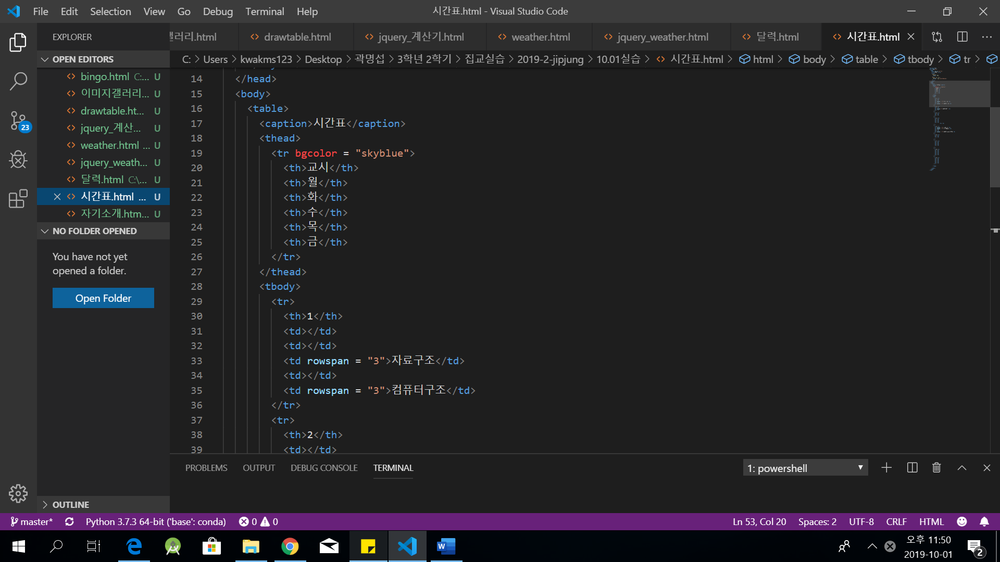 File Edit Selection View Go Debug Terminal Help
시간표.html - Visual Studio Code
EXPLORER
OPEN EDITORS
bingo.html C:... U
이미지갤러리... U
drawtable.ht... U
jquery_계산... U
weather.html ... U
jquery_weath... U
달력.html C:\... U
시간표.html ... U
자기소개.htm... U
NO FOLDER OPENED
You have not yet
opened a folder.
Open Folder
OUTLINE
23
갤러리.html drawtable.html jquery_계산기.html weather.html jquery_weather.html 달력.html 시간표.html
C: > Users > kwakms123 > Desktop > 곽명섭 > 3학년 2학기 > 집교실습 > 2019-2-jipjung > 10.01실습 > 시간표.html > html > body > table > tbody > tr >
14 </head>
15 <body>
16 <table>
17 <caption>시간표</caption>
18 <thead>
19 <tr bgcolor = "skyblue">
20 <th>교시</th>
21 <th>월</th>
22 <th>화</th>
23 <th>수</th>
24 <th>목</th>
25 <th>금</th>
26 </tr>
27 </thead>
28 <tbody>
29 <tr>
30 <th>1</th>
31 <td></td>
32 <td></td>
33 <td rowspan = "3">자료구조</td>
34 <td></td>
35 <td rowspan = "3">컴퓨터구조</td>
36 </tr>
37 <tr>
38 <th>2</th>
39 <td></td>
PROBLEMS OUTPUT DEBUG CONSOLE TERMINAL
1: powershell
master* Python 3.7.3 64-bit ('base': conda) 0 0
Ln 53, Col 20 Spaces: 2 UTF-8 CRLF HTML
오후 11:50
2019-10-01
2